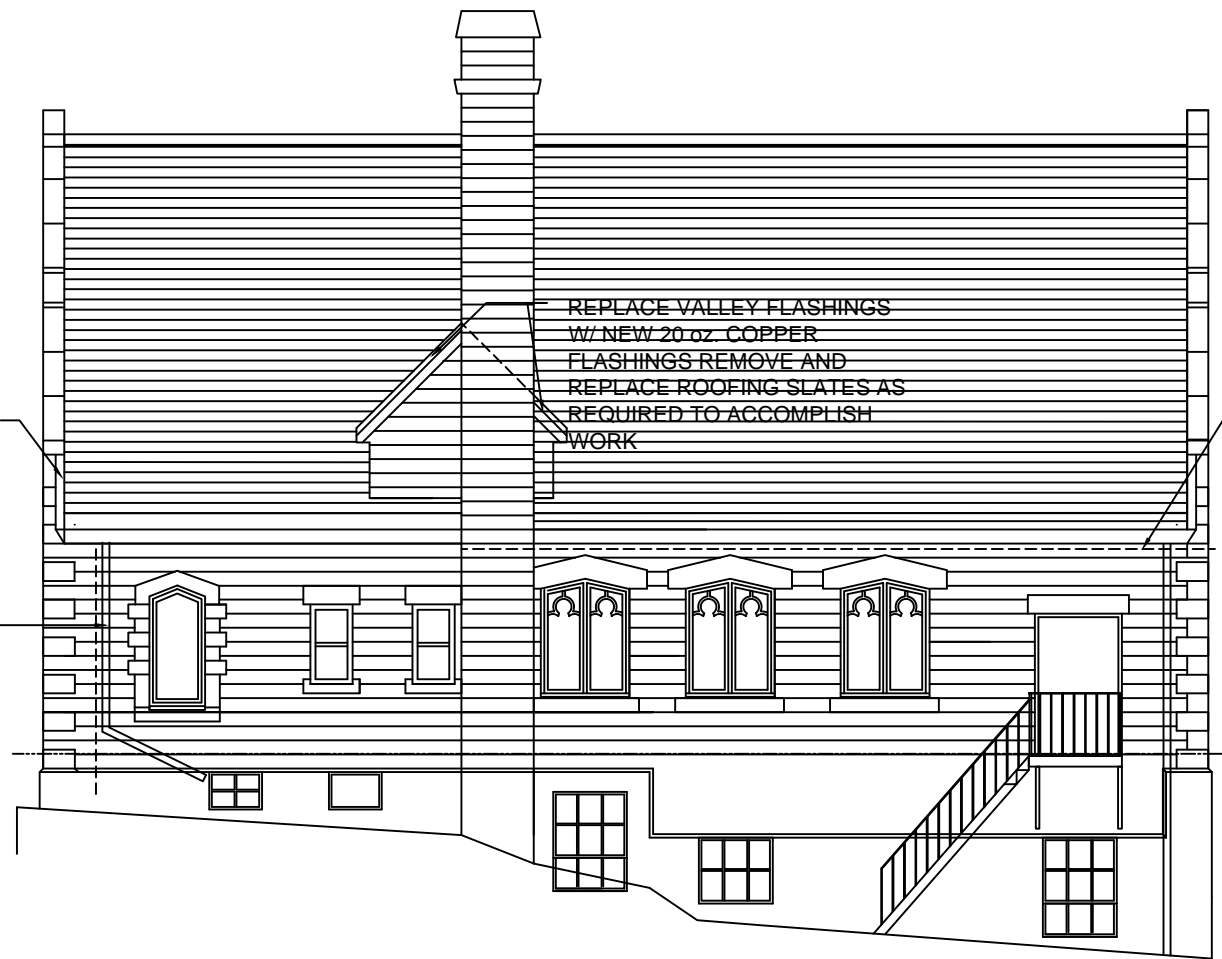 REPLACE VALLEY FLASHINGS
W/ NEW 20 oz. COPPER
FLASHINGS REMOVE AND
REPLACE ROOFING SLATES AS
REQUIRED TO ACCOMPLISH
WORK